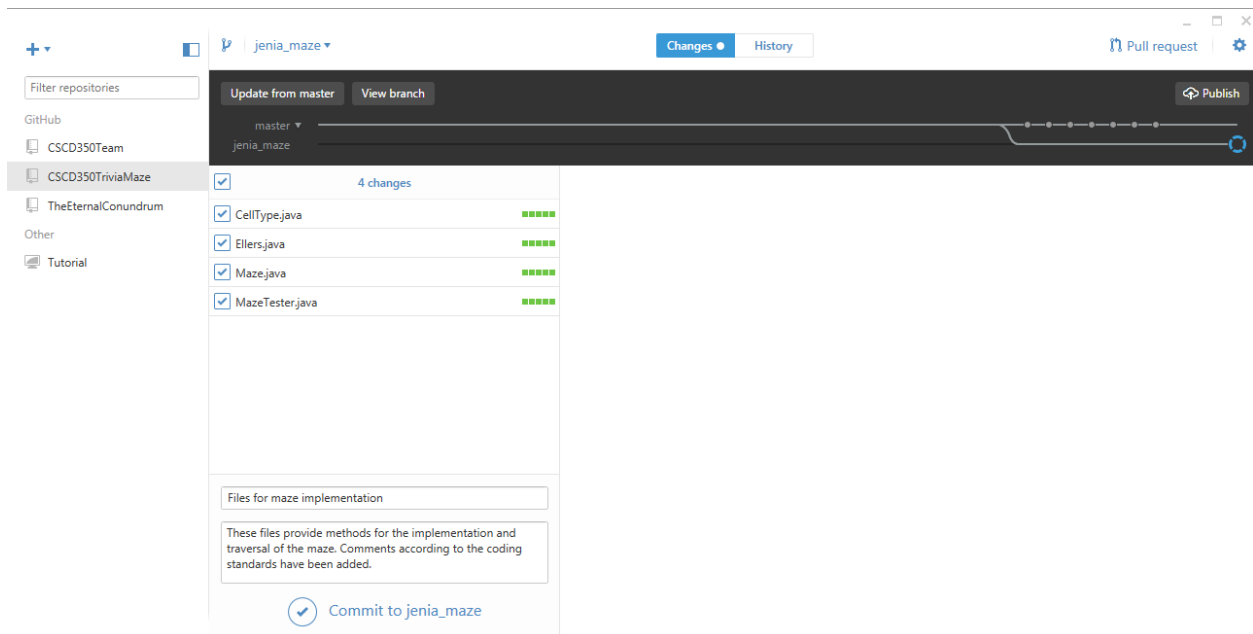 jenia_maze
Changes
History
Pull request
Filter repositories
GitHub
CSCD350Team
CSCD350TriviaMaze
TheEternalConundrum
Other
Tutorial
Update from master
View branch
Publish
master
jenia_maze
4 changes
CellType.java
Ellers.java
Maze.java
MazeTester.java
Files for maze implementation
These files provide methods for the implementation and
traversal of the maze. Comments according to the coding
standards have been added.
Commit to jenia_maze